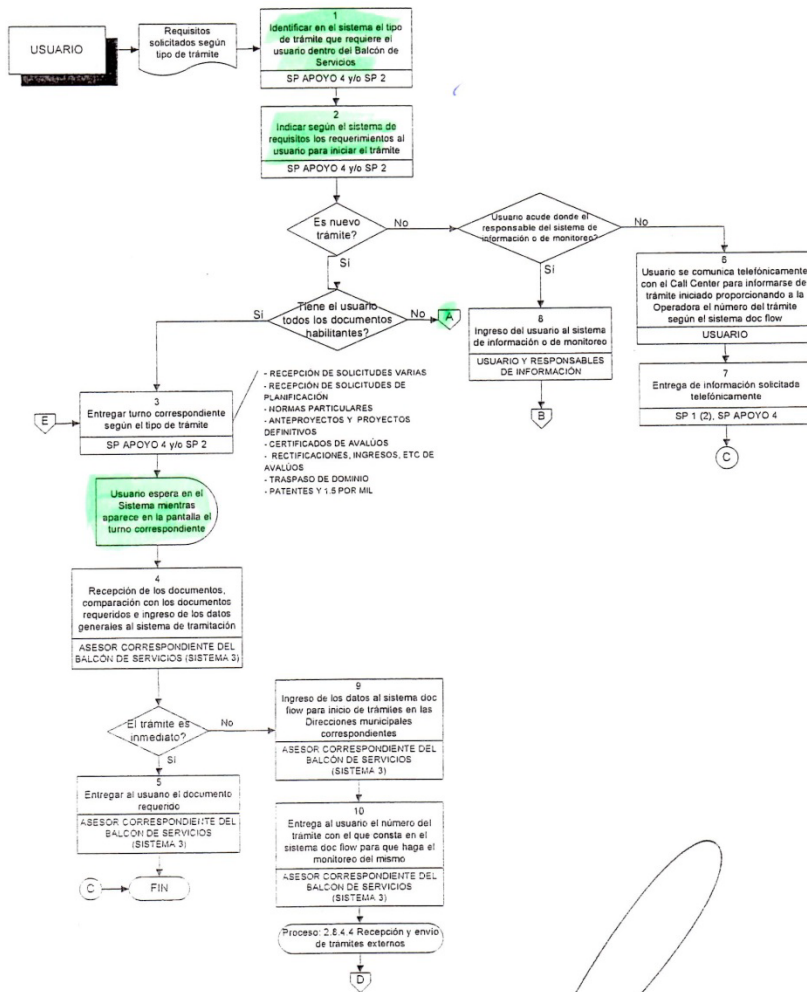 USUARIO
Requisitos
solicitados según
tipo de trámite
1
Identificar en el sistema el tipo
de trámite que requiere el
usuario dentro del Balcón de
Servicios
SP APOYO 4 y/o SP 2
2
Indicar según el sistema de
requisitos los requerimientos al
usuario para iniciar el trámite
SP APOYO 4 y/o SP 2
Es nuevo
trámite?
No
Usuario acude donde el
responsable del sistema de
información o de monitoreo?
No
Sí
Sí
6
Usuario se comunica telefónicamente
con el Call Center para informarse del
trámite iniciado proporcionando a la
Operadora el número del trámite
según el sistema doc flow
USUARIO
Sí
Tiene el usuario
todos los documentos
habilitantes?
No
A
8
Ingreso del usuario al sistema
de información o de monitoreo
USUARIO Y RESPONSABLES
DE INFORMACIÓN
B
7
Entrega de información solicitada
telefónicamente
SP 1 (2), SP APOYO 4
C
E
3
Entregar turno correspondiente
según el tipo de trámite
SP APOYO 4 y/o SP 2
- RECEPCIÓN DE SOLICITUDES VARIAS
- RECEPCIÓN DE SOLICITUDES DE
PLANIFICACIÓN
- NORMAS PARTICULARES
- ANTEPROYECTOS Y PROYECTOS
DEFINITIVOS
- CERTIFICADOS DE AVALÚOS
- RECTIFICACIONES, INGRESOS, ETC DE
AVALÚOS
- TRASPASO DE DOMINIO
- PATENTES Y 1.5 POR MIL
Usuario espera en el
Sistema mientras
aparece en la pantalla el
turno correspondiente
4
Recepción de los documentos,
comparación con los documentos
requeridos e ingreso de los datos
generales al sistema de tramitación
ASESOR CORRESPONDIENTE DEL
BALCÓN DE SERVICIOS (SISTEMA 3)
El trámite es
inmediato?
No
Sí
9
Ingreso de los datos al sistema doc
flow para inicio de trámites en las
Direcciones municipales
correspondientes
ASESOR CORRESPONDIENTE DEL
BALCÓN DE SERVICIOS
(SISTEMA 3)
5
Entregar al usuario el documento
requerido
ASESOR CORRESPONDIENTE DEL
BALCÓN DE SERVICIOS
(SISTEMA 3)
10
Entrega al usuario el número del
trámite con el que consta en el
sistema doc flow para que haga el
monitoreo del mismo
ASESOR CORRESPONDIENTE DEL
BALCÓN DE SERVICIOS
(SISTEMA 3)
C
FIN
Proceso: 2.6.4.4 Recepción y envío
de trámites externos
D